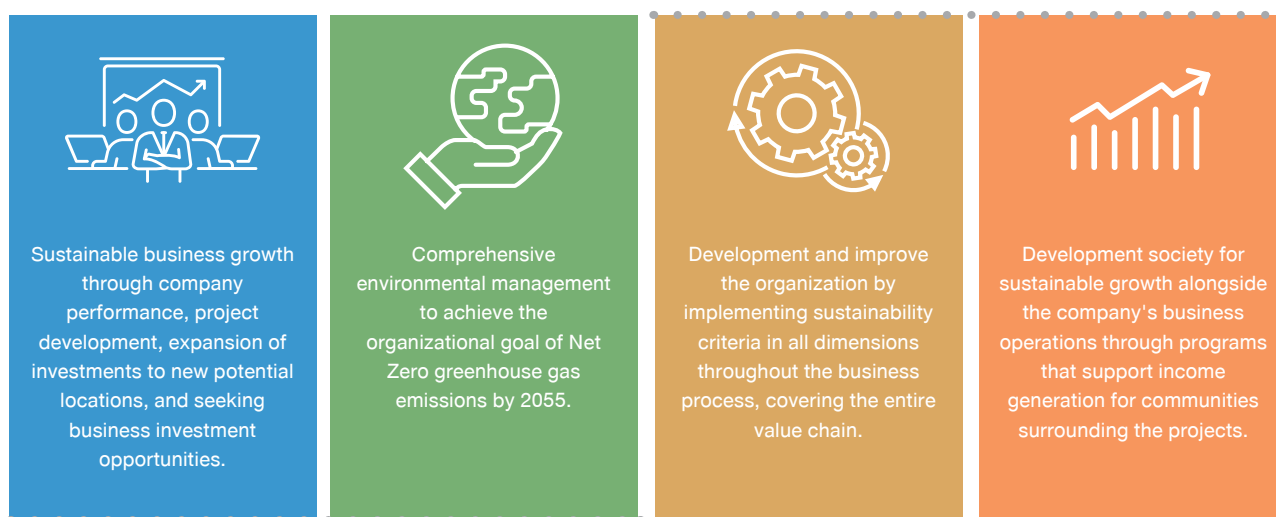 Sustainable business growth
through company
performance, project
development, expansion of
investments to new potential
locations, and seeking
business investment
opportunities.
Comprehensive
environmental management
to achieve the
organizational goal of Net
Zero greenhouse gas
emissions by 2055.
Development and improve
the organization by
implementing sustainability
criteria in all dimensions
throughout the business
process, covering the entire
value chain.
Development society for
sustainable growth alongside
the company's business
operations through programs
that support income
generation for communities
surrounding the projects.